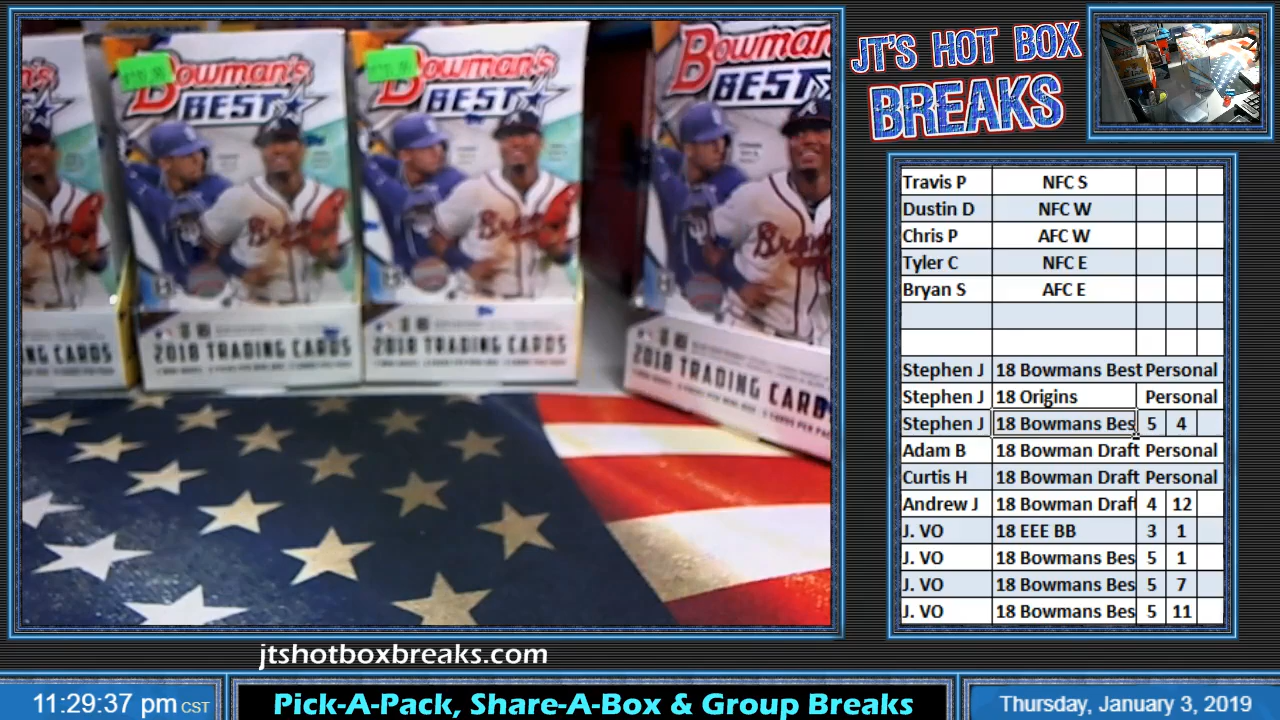 Bowman's
BEST
2018 TRADING CARDS
Bowman's
BEST
2018 TRADING CARDS
Bowman
BEST
2018 TRADING CARD
NG CARDS
JT'S HOT BOX
BREAKS
Travis P NFC S
Dustin D NFC W
Chris P AFC W
Tyler C NFC E
Bryan S AFC E
Stephen J 18 Bowmans Best Personal
Stephen J 18 Origins Personal
Stephen J 18 Bowmans Bes 5 4
Adam B 18 Bowman Draft Personal
Curtis H 18 Bowman Draft Personal
Andrew J 18 Bowman Draft 4 12
J. VO 18 EEE BB 3 1
J. VO 18 Bowmans Bes 5 1
J. VO 18 Bowmans Bes 5 7
J. VO 18 Bowmans Bes 5 11
jtshotboxbreaks.com
11:29:37 pm CST
Pick-A-Pack, Share-A-Box & Group Breaks
Thursday, January 3, 2019